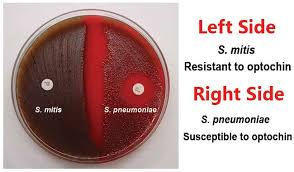 S. mitis
S. pneumoniae
Left Side
S. mitis
Resistant to optochin
Right Side
S. pneumoniae
Susceptible to optochin